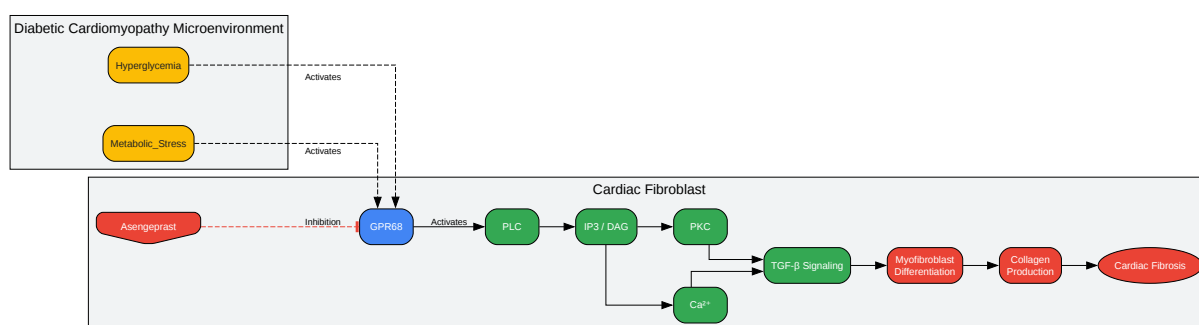 Diabetic Cardiomyopathy Microenvironment
Hyperglycemia
Activates
Metabolic_Stress
Activates
Cardiac Fibroblast
Asengeprast
Inhibition
GPR68
Activates
PLC
IP3 / DAG
PKC
TGF-β Signaling
Myofibroblast
Differentiation
Collagen
Production
Cardiac Fibrosis
Ca²⁺